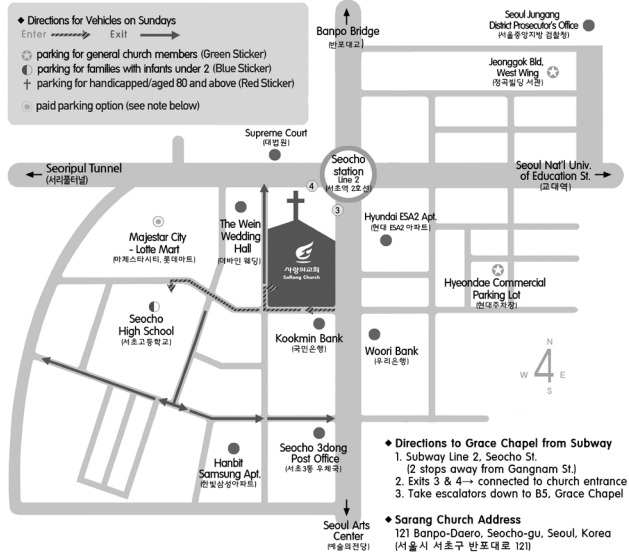 ◆ Directions for Vehicles on Sundays
Enter Exit
parking for general church members (Green Sticker)
parking for families with infants under 2 (Blue Sticker)
parking for handicapped/aged 80 and above (Red Sticker)
paid parking option (see note below)
Banpo Bridge
(반포대교)
Seoul Jungang
District Prosecutor's Office
(서울중앙지방 검찰청)
Jeonggok Bld,
West Wing
(정곡빌딩 서관)
Supreme Court
(대법원)
Seocho
station
Line 2
(서초역 2호선)
4
3
← Seoripul Tunnel
(서리풀터널)
Seoul Nat'l Univ.
of Education St. →
(교대역)
The Wein
Wedding
Hall
(더바인 웨딩)
사랑의교회
SaRang Church
Hyundai ESA2 Apt.
(현대 ESA2 아파트)
Majestar City
- Lotte Mart
(마제스타시티, 롯데마트)
Hyeondae Commercial
Parking Lot
(현대주차장)
Seocho
High School
(서초고등학교)
Kookmin Bank
(국민은행)
Woori Bank
(우리은행)
N
W 4 E
S
Hanbit
Samsung Apt.
(한빛삼성아파트)
Seocho 3dong
Post Office
(서초3동 우체국)
Seoul Arts
Center
(예술의전당)
◆ Directions to Grace Chapel from Subway
1. Subway Line 2, Seocho St.
(2 stops away from Gangnam St.)
2. Exits 3 & 4→ connected to church entrance
3. Take escalators down to B5, Grace Chapel
◆ Sarang Church Address
121 Banpo-Daero, Seocho-gu, Seoul, Korea
(서울시 서초구 반포대로 121)